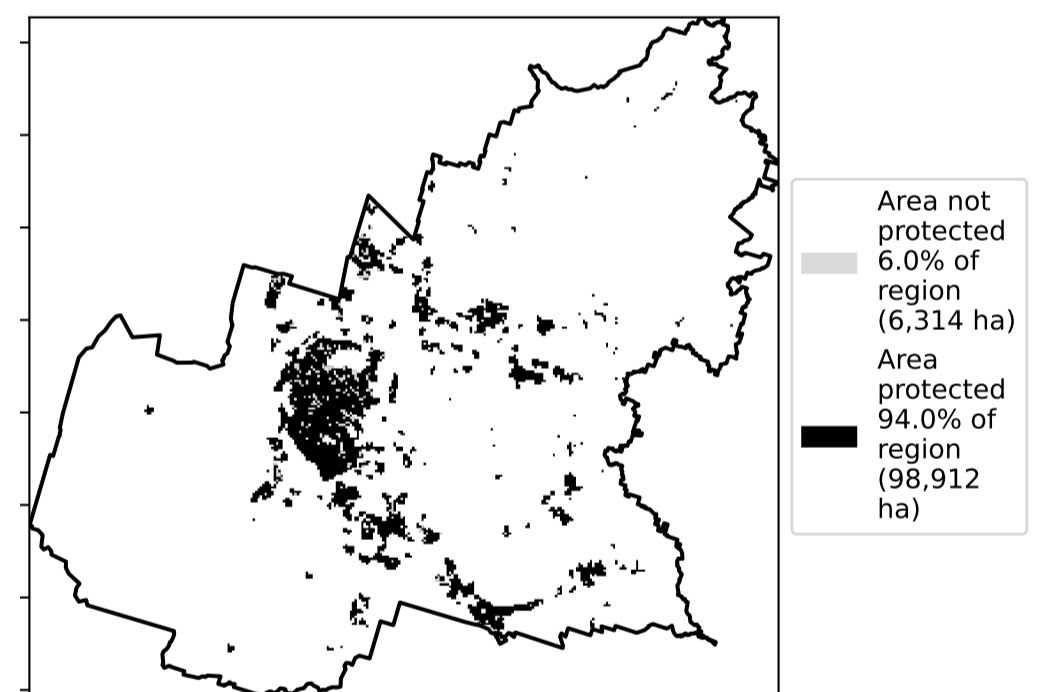 Area not
protected
6.0% of
region
(6,314 ha)
Area
protected
94.0% of
region
(98,912
ha)